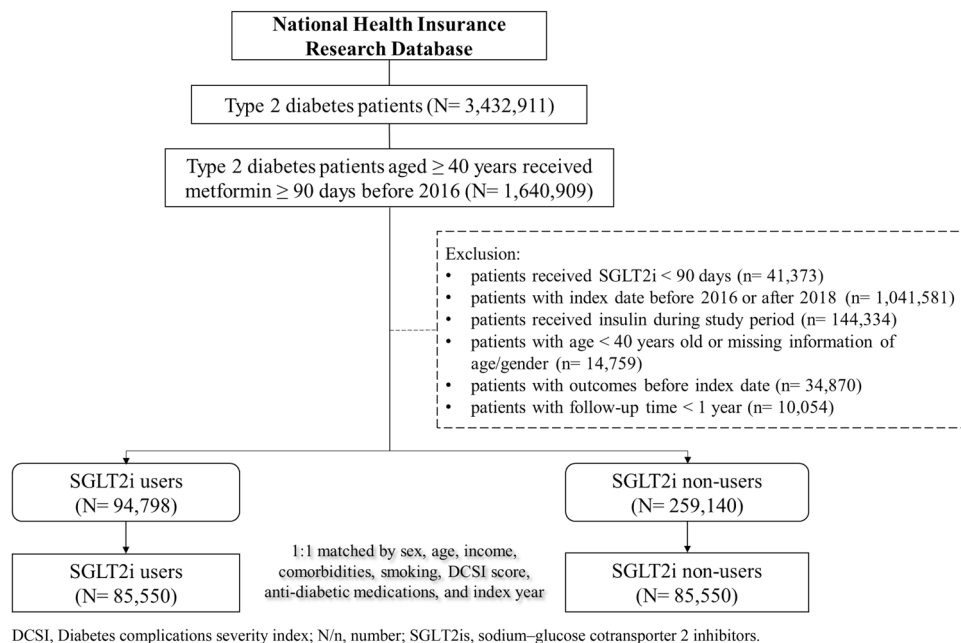 National Health Insurance
Research Database
Type 2 diabetes patients (N= 3,432,911)
Type 2 diabetes patients aged ≥ 40 years received
metformin ≥ 90 days before 2016 (N= 1,640,909)
Exclusion:
• patients received SGLT2i < 90 days (n= 41,373)
• patients with index date before 2016 or after 2018 (n= 1,041,581)
• patients received insulin during study period (n= 144,334)
• patients with age < 40 years old or missing information of
age/gender (n= 14,759)
• patients with outcomes before index date (n= 34,870)
• patients with follow-up time < 1 year (n= 10,054)
SGLT2i users
(N= 94,798)
SGLT2i non-users
(N= 259,140)
1:1 matched by sex, age, income,
comorbidities, smoking, DCSI score,
anti-diabetic medications, and index year
SGLT2i users
(N= 85,550)
SGLT2i non-users
(N= 85,550)
DCSI, Diabetes complications severity index; N/n, number; SGLT2is, sodium–glucose cotransporter 2 inhibitors.